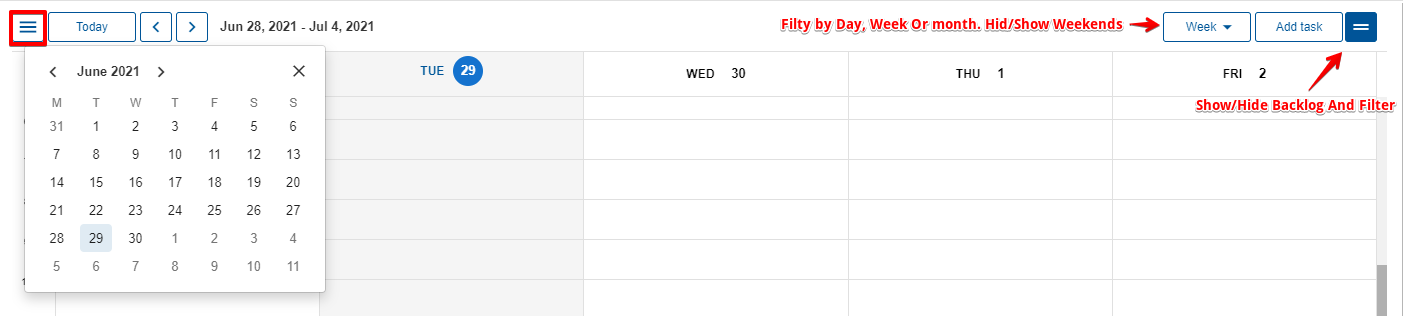 Today
Jun 28, 2021 - Jul 4, 2021
Filty by Day, Week Or month. Hid/Show Weekends
Week
Add task
June 2021
TUE 29
WED 30
THU 1
FRI 2
M T W T F S S
Show/Hide Backlog And Filter
31 1 2 3 4 5 6
7 8 9 10 11 12 13
14 15 16 17 18 19 20
21 22 23 24 25 26 27
28 29 30 1 2 3 4
5 6 7 8 9 10 11